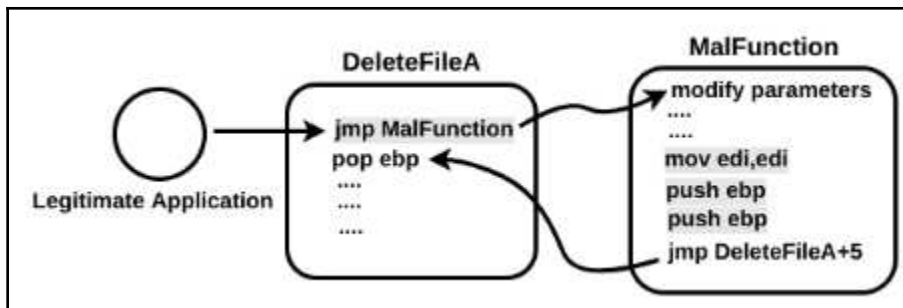 DeleteFileA
jmp MalFunction
pop ebp
....
....
....
Legitimate Application
MalFunction
modify parameters
....
....
mov edi,edi
push ebp
push ebp
jmp DeleteFileA+5